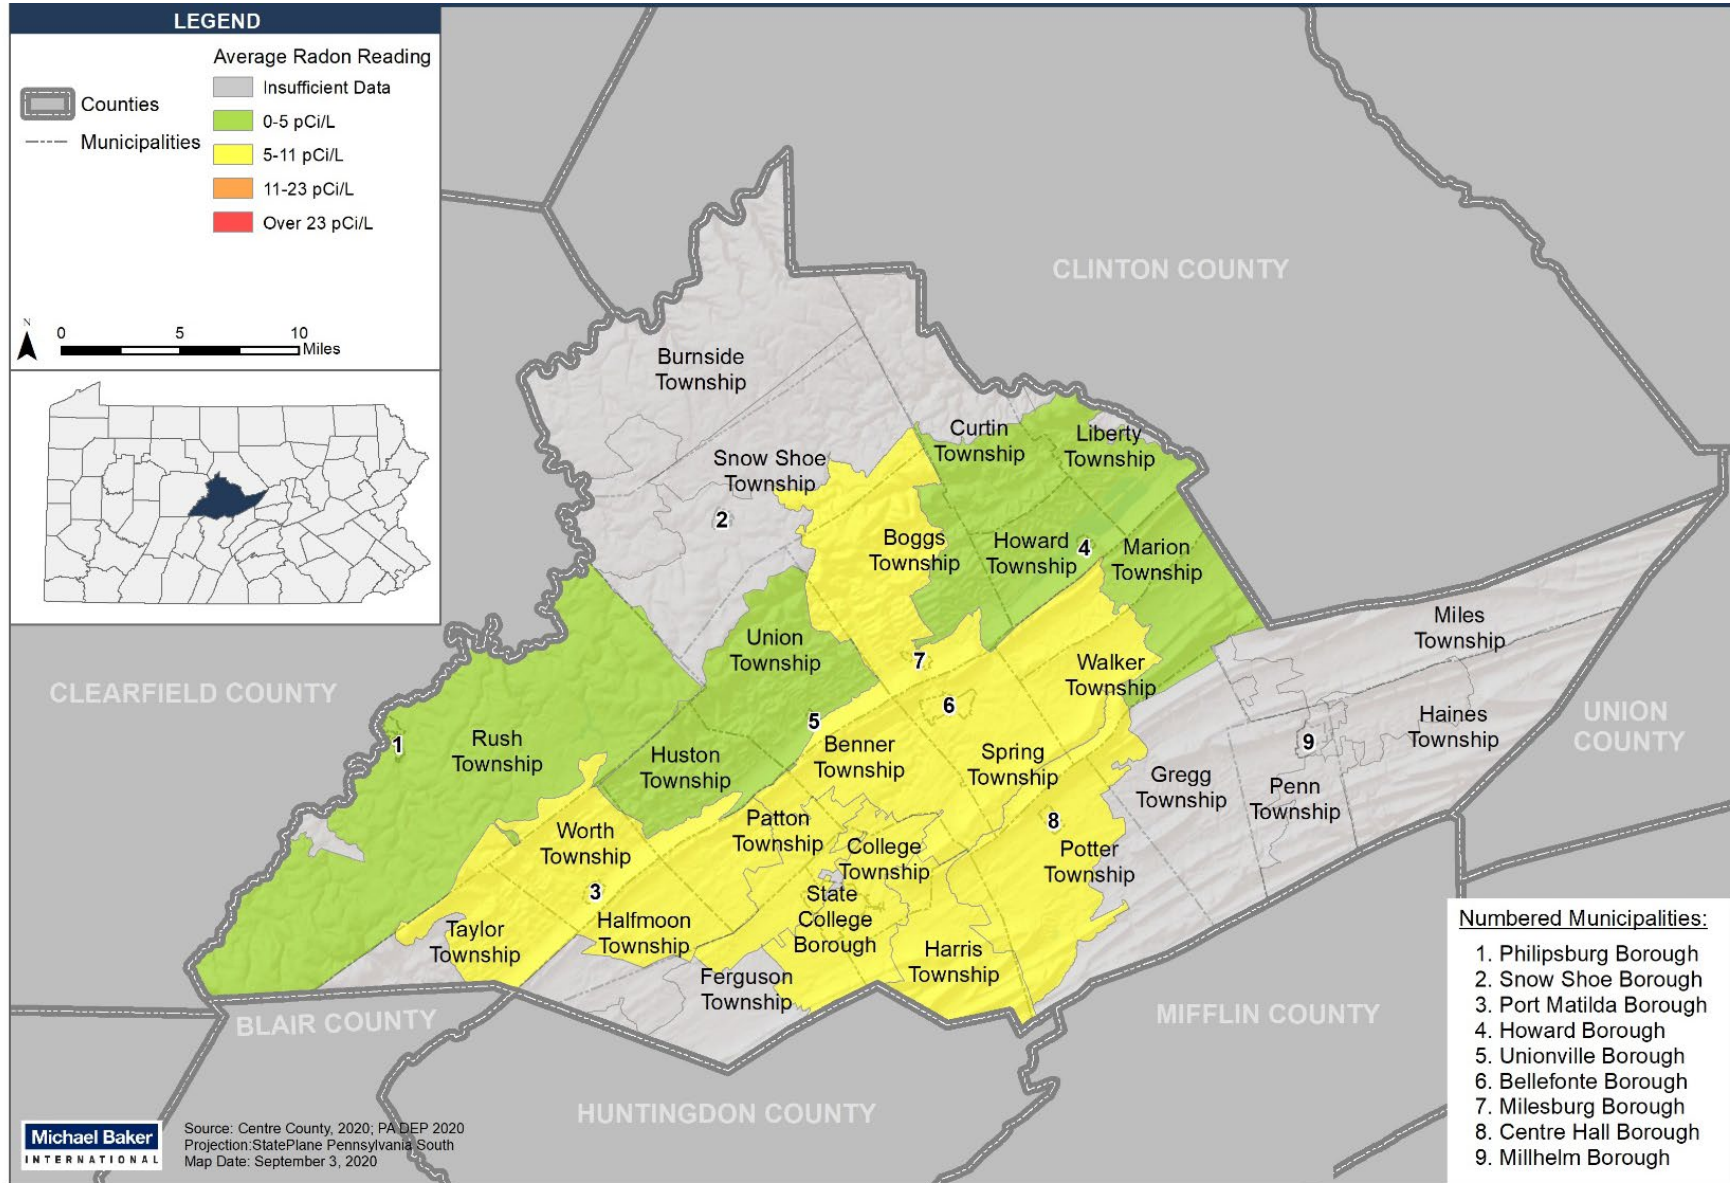 LEGEND
Average Radon Reading
Insufficient Data
Counties
0-5 pCi/L
Municipalities
5-11 pCi/L
11-23 pCi/L
Over 23 pCi/L
N
0 5 10
Miles
CLINTON COUNTY
Burnside
Township
Curtin
Township
Liberty
Township
Snow Shoe
Township
2
Boggs
Township
Howard
Township
4
Marion
Township
Miles
Township
Union
Township
7
Walker
Township
CLEARFIELD COUNTY
6
5
UNION
COUNTY
Haines
Township
1
Rush
Township
Huston
Township
Benner
Township
Spring
Township
9
Gregg
Township
Penn
Township
Worth
Township
Patton
Township
8
College
Township
Potter
Township
3
State
College
Borough
Taylor
Township
Halfmoon
Township
Harris
Township
Ferguson
Township
BLAIR COUNTY
MIFFLIN COUNTY
HUNTINGDON COUNTY
Numbered Municipalities:
1. Philipsburg Borough
2. Snow Shoe Borough
3. Port Matilda Borough
4. Howard Borough
5. Unionville Borough
6. Bellefonte Borough
7. Milesburg Borough
8. Centre Hall Borough
9. Millhelm Borough
Michael Baker
INTERNATIONAL
Source: Centre County, 2020; PA DEP 2020
Projection:StatePlane Pennsylvania South
Map Date: September 3, 2020